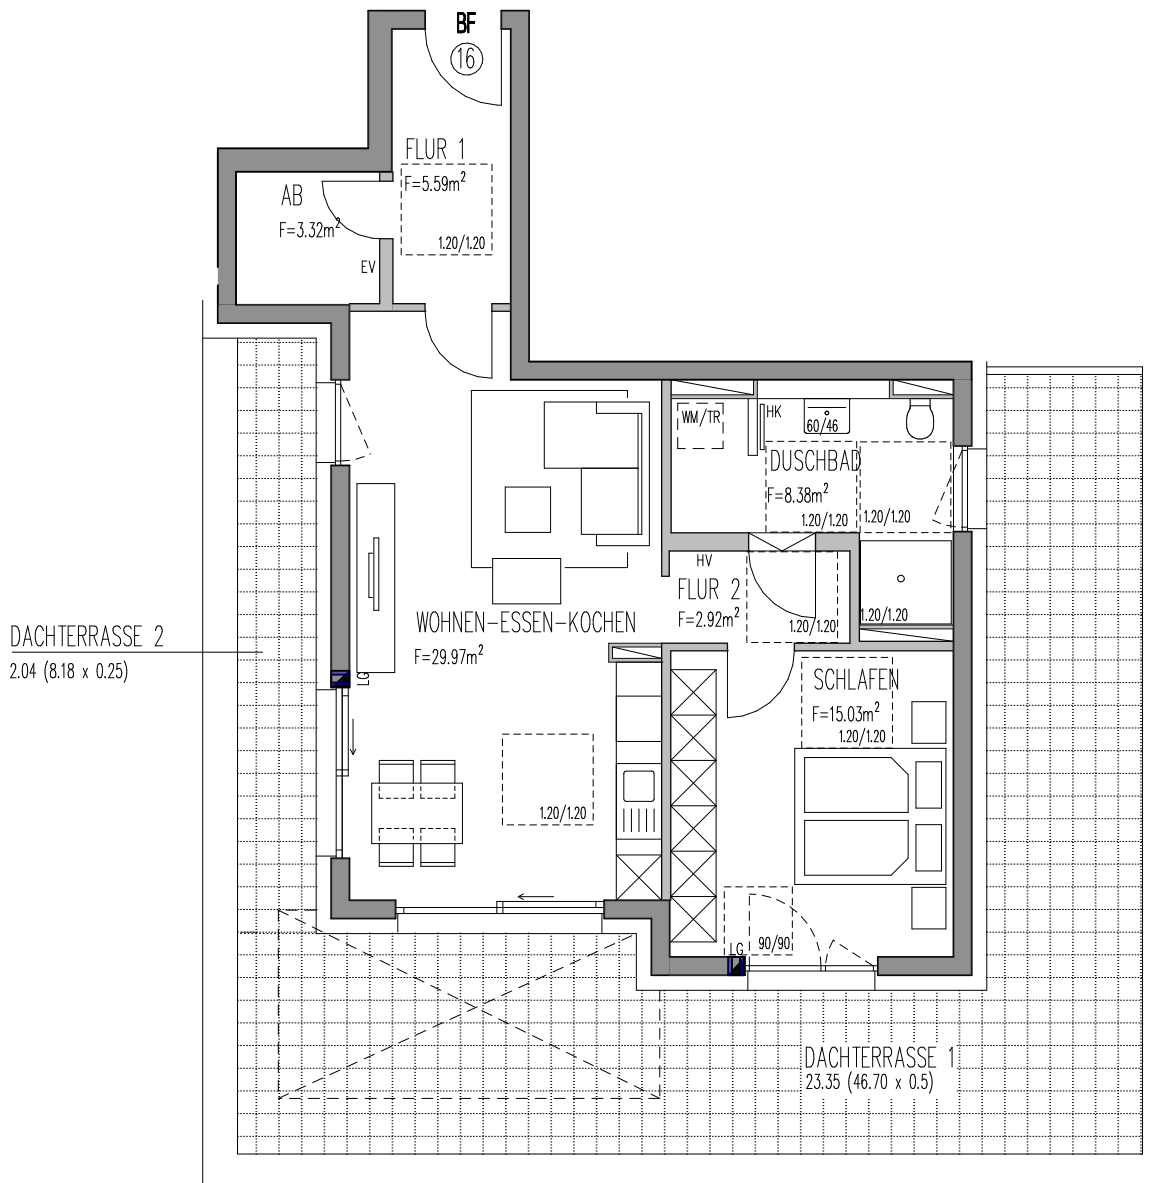 BF
16
FLUR 1
F=5.59m²
1.20/1.20
AB
F=3.32m²
EV
WM/TR
HK
60/46
DUSCHBAD
F=8.38m²
1.20/1.20
1.20/1.20
1.20/1.20
HV
FLUR 2
F=2.92m²
1.20/1.20
WOHNEN-ESSEN-KOCHEN
F=29.97m²
LG
1.20/1.20
DACHTERRASSE 2
2.04 (8.18 x 0.25)
SCHLAFEN
F=15.03m²
1.20/1.20
LG
90/90
DACHTERRASSE 1
23.35 (46.70 x 0.5)